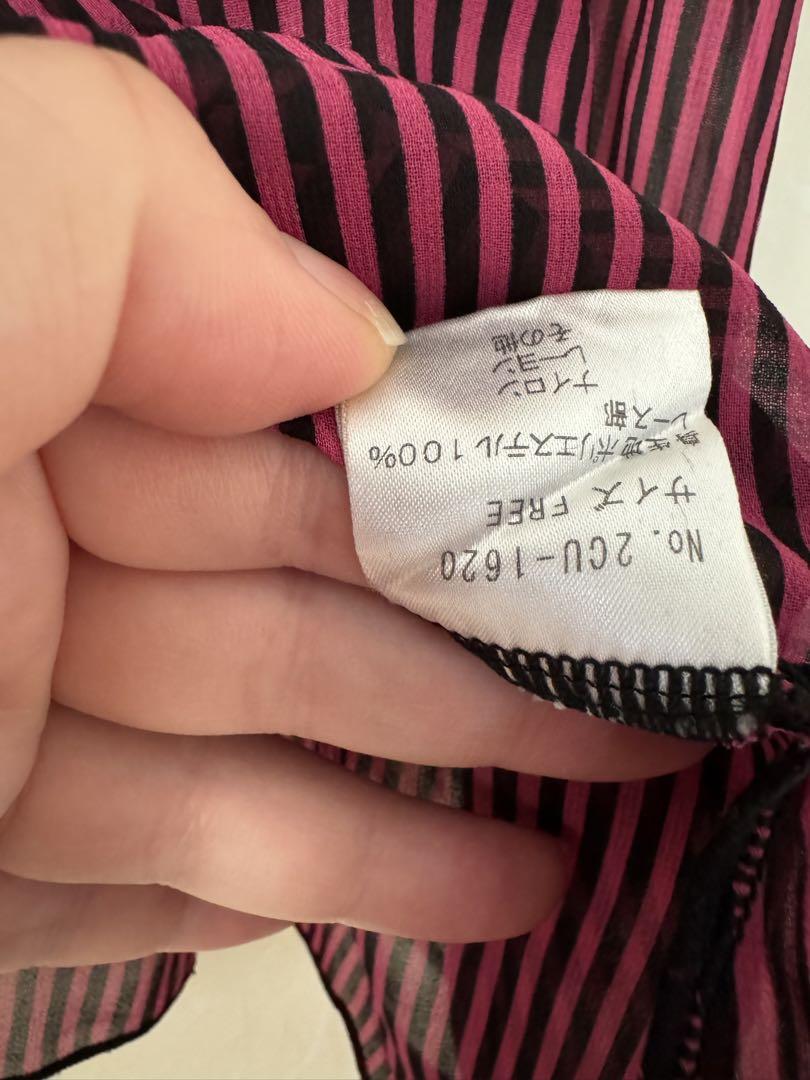 No. 2CU-1620
サイズ FREE
身生地ポリエステル100%
レース部
ナイロン
レーヨン
その他